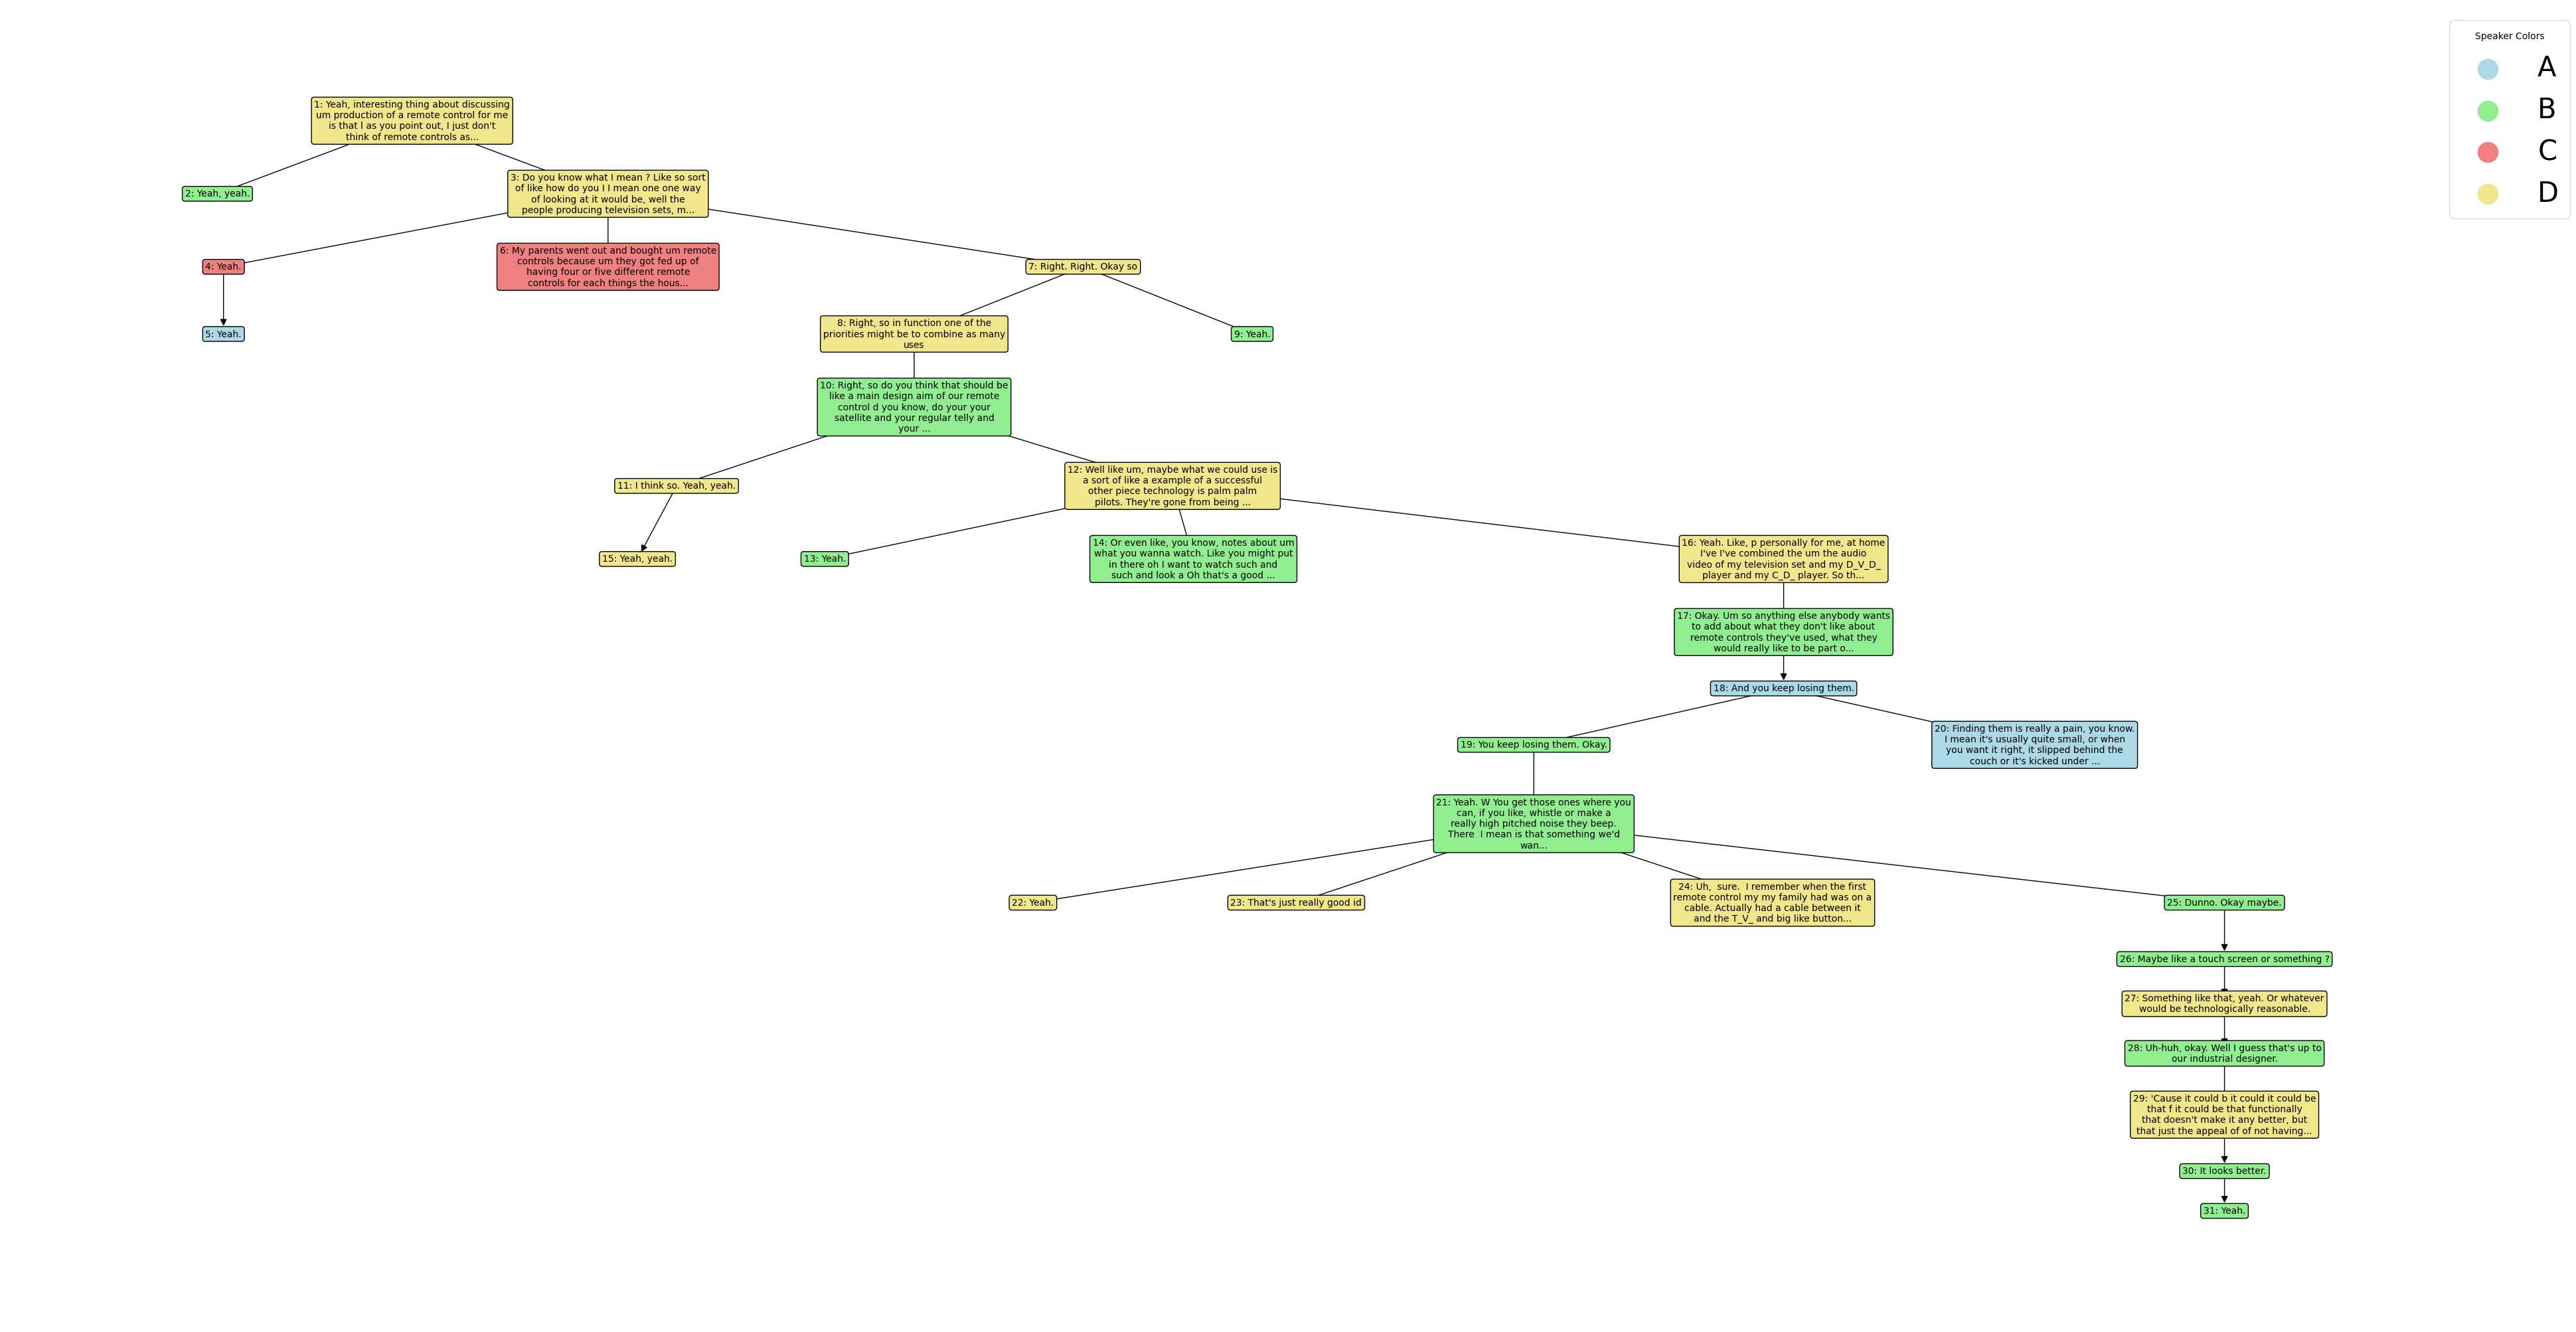 Speaker Colors
A
B
C
D
1: Yeah, interesting thing about discussing
um production of a remote control for me
is that l as you point out, I just don't
think of remote controls as...
2: Yeah, yeah.
3: Do you know what I mean ? Like so sort
of like how do you I I mean one one way
of looking at it would be, well the
people producing television sets, m...
4: Yeah.
6: My parents went out and bought um remote
controls because um they got fed up of
having four or five different remote
controls for each things the hous...
7: Right. Right. Okay so
5: Yeah.
8: Right, so in function one of the
priorities might be to combine as many
uses
9: Yeah.
10: Right, so do you think that should be
like a main design aim of our remote
control d you know, do your your
satellite and your regular telly and
your ...
11: I think so. Yeah, yeah.
12: Well like um, maybe what we could use is
a sort of like a example of a successful
other piece technology is palm palm
pilots. They're gone from being ...
15: Yeah, yeah.
13: Yeah.
14: Or even like, you know, notes about um
what you wanna watch. Like you might put
in there oh I want to watch such and
such and look a Oh that's a good ...
16: Yeah. Like, p personally for me, at home
I've I've combined the um the audio
video of my television set and my D_V_D_
player and my C_D_ player. So th...
17: Okay. Um so anything else anybody wants
to add about what they don't like about
remote controls they've used, what they
would really like to be part o...
18: And you keep losing them.
19: You keep losing them. Okay.
20: Finding them is really a pain, you know.
I mean it's usually quite small, or when
you want it right, it slipped behind the
couch or it's kicked under ...
21: Yeah. W You get those ones where you
can, if you like, whistle or make a
really high pitched noise they beep.
There  I mean is that something we'd
wan...
22: Yeah.
23: That's just really good id
24: Uh,  sure.  I remember when the first
remote control my my family had was on a
cable. Actually had a cable between it
and the T_V_ and big like button...
25: Dunno. Okay maybe.
26: Maybe like a touch screen or something ?
27: Something like that, yeah. Or whatever
would be technologically reasonable.
28: Uh-huh, okay. Well I guess that's up to
our industrial designer.
29: 'Cause it could b it could it could be
that f it could be that functionally
that doesn't make it any better, but
that just the appeal of of not having...
30: It looks better.
31: Yeah.